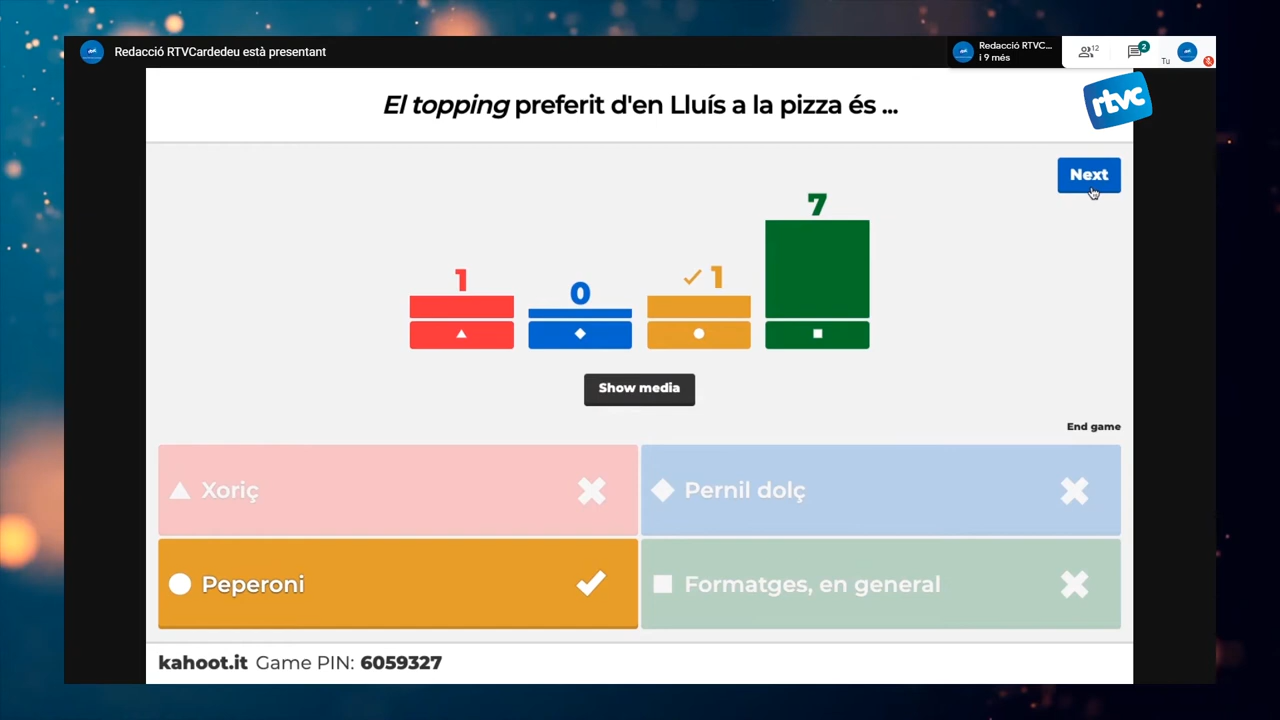 Redacció RTVCardedeu està presentant
Redacció RTVC...
i 9 més
12
2
Tu
rtvc
El topping preferit d'en Lluís a la pizza és ...
Next
7
1
0
1
Show media
End game
Xoriç
Pernil dolç
Peperoni
Formatges, en general
kahoot.it Game PIN: 6059327